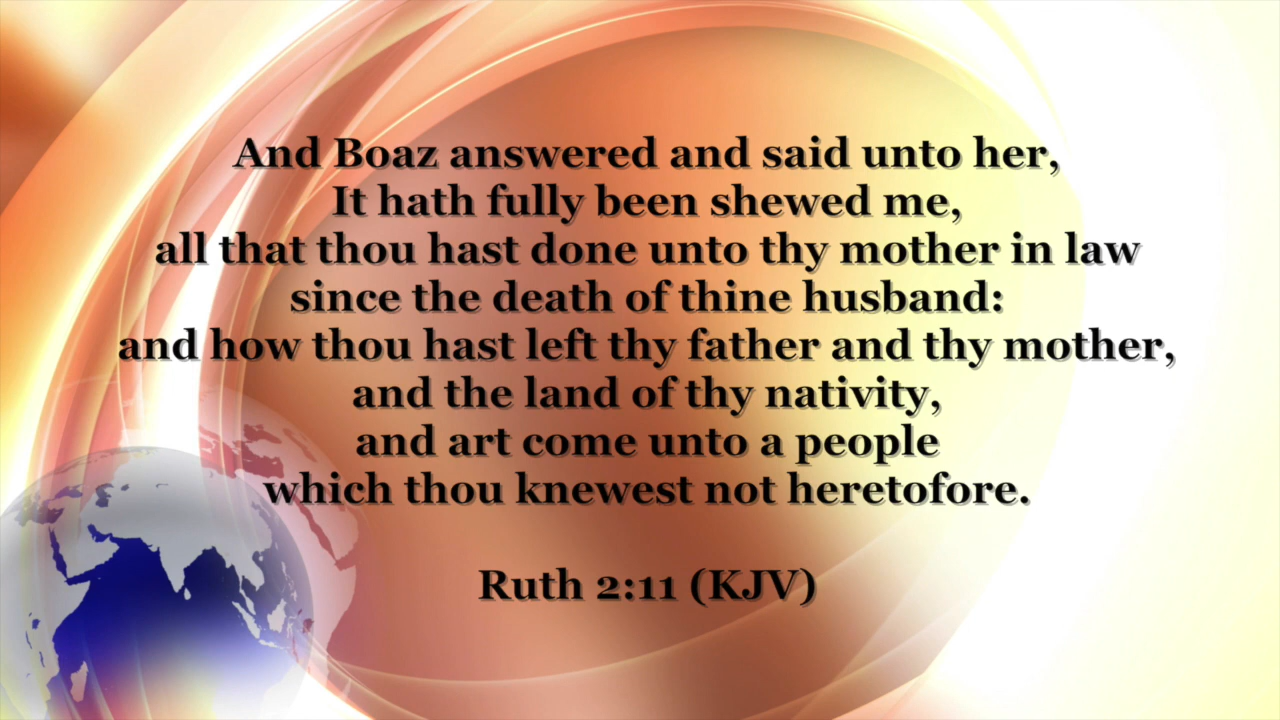 And Boaz answered and said unto her,
It hath fully been shewed me,
all that thou hast done unto thy mother in law
since the death of thine husband:
and how thou hast left thy father and thy mother,
and the land of thy nativity,
and art come unto a people
which thou knewest not heretofore.
Ruth 2:11 (KJV)